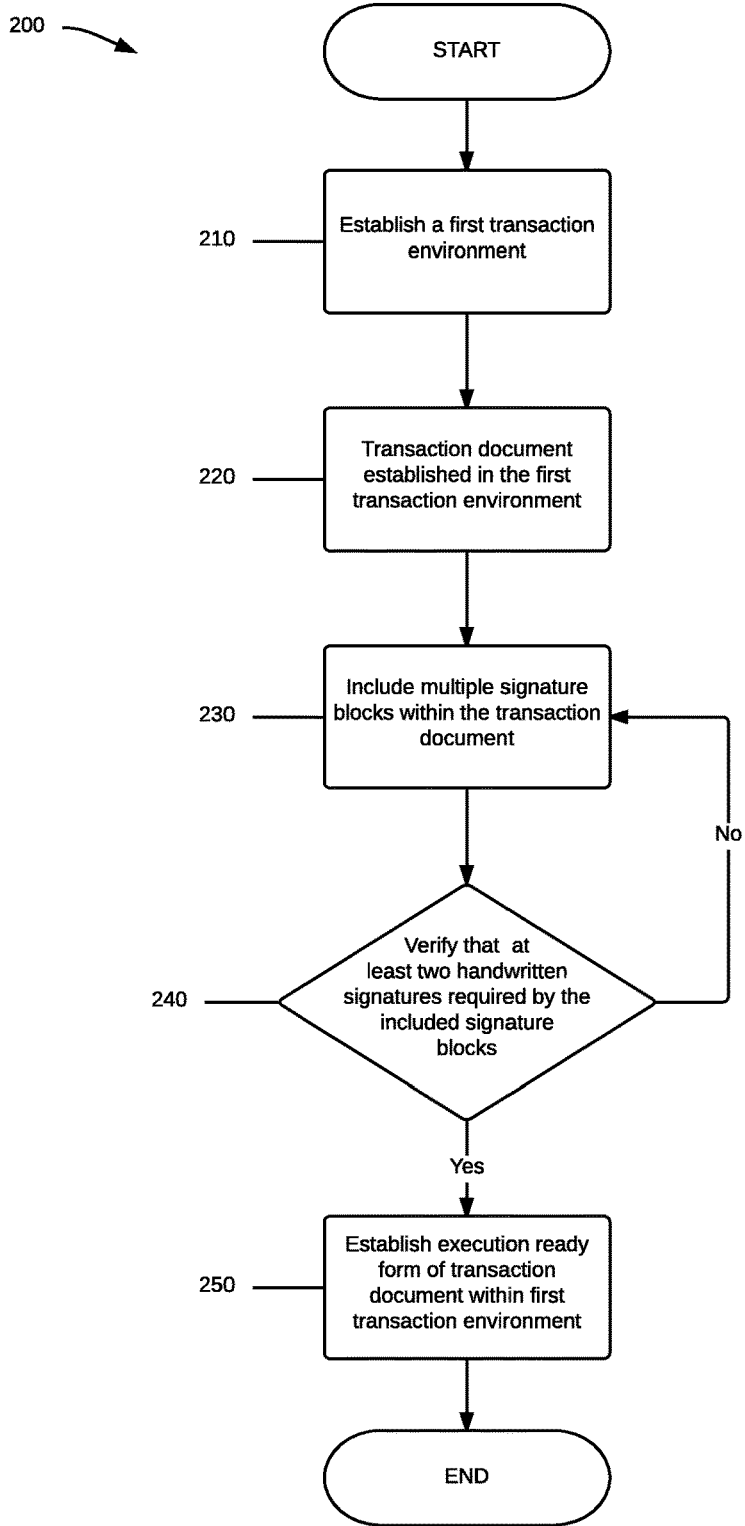 200
START
210
Establish a first transaction
environment
220
Transaction document
established in the first
transaction environment
230
Include multiple signature
blocks within the transaction
document
No
240
Verify that at
least two handwritten
signatures required by the
included signature
blocks
Yes
250
Establish execution ready
form of transaction
document within first
transaction environment
END